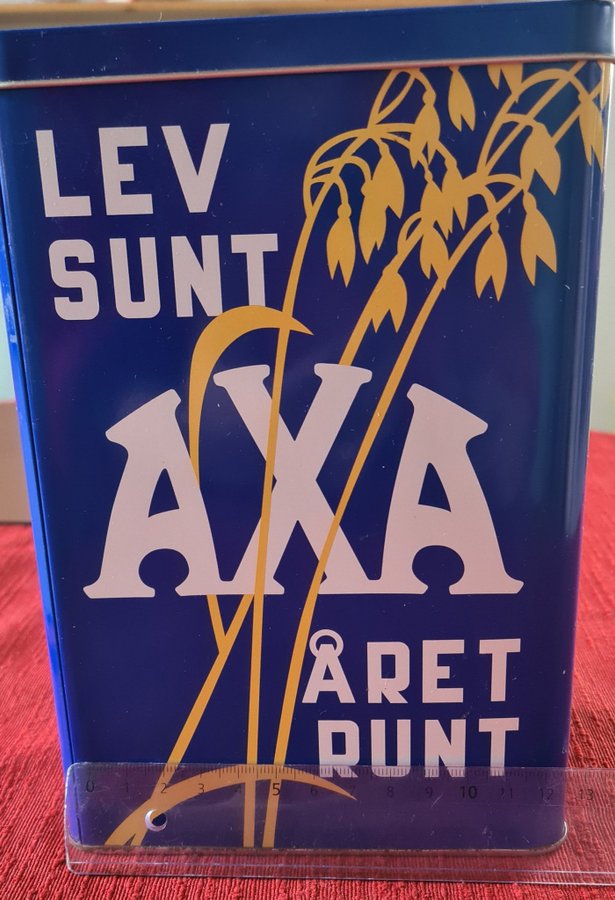 LEV
SUNT
AXA
ÅRET
RUNT
0 1 2 3 4 5 6 7 8 9 10 11 12 13